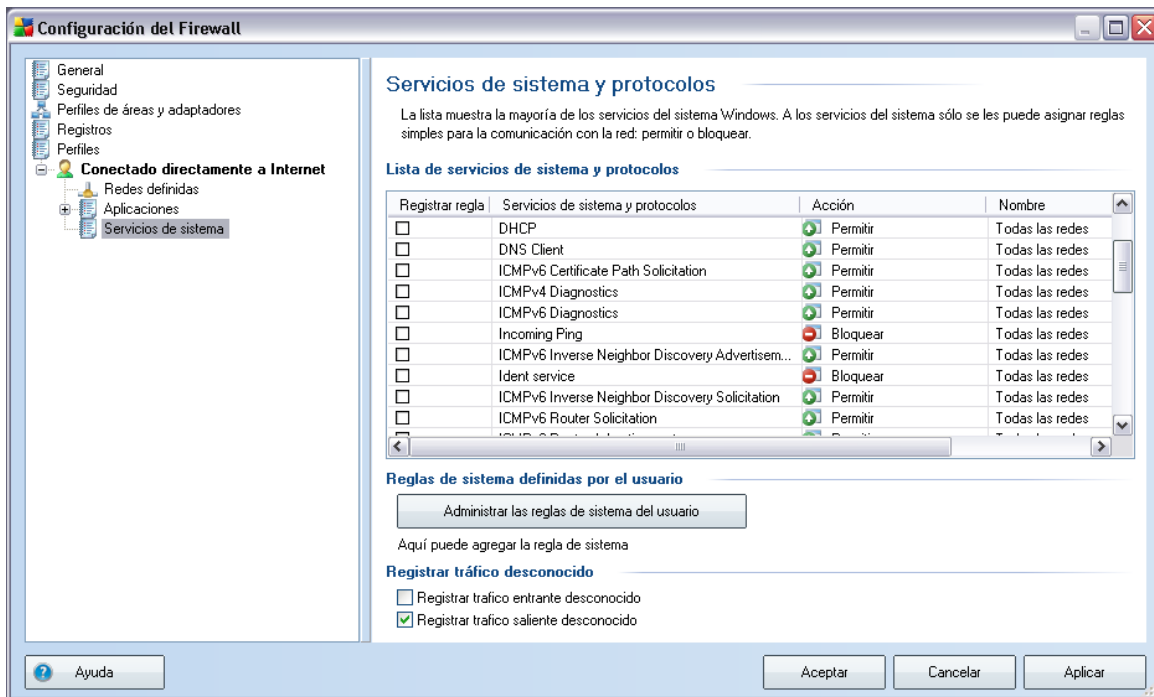 Configuración del Firewall
General
Seguridad
Perfiles de áreas y adaptadores
Registros
Perfiles
Conectado directamente a Internet
Redes definidas
Aplicaciones
Servicios de sistema
Servicios de sistema y protocolos
La lista muestra la mayoría de los servicios del sistema Windows. A los servicios del sistema sólo se les puede asignar reglas
simples para la comunicación con la red: permitir o bloquear.
Lista de servicios de sistema y protocolos
Registrar regla Servicios de sistema y protocolos Acción Nombre
DHCP Permitir Todas las redes
DNS Client Permitir Todas las redes
ICMPv6 Certificate Path Solicitation Permitir Todas las redes
ICMPv4 Diagnostics Permitir Todas las redes
ICMPv6 Diagnostics Permitir Todas las redes
Incoming Ping Bloquear Todas las redes
ICMPv6 Inverse Neighbor Discovery Advertisem... Permitir Todas las redes
Ident service Bloquear Todas las redes
ICMPv6 Inverse Neighbor Discovery Solicitation Permitir Todas las redes
ICMPv6 Router Solicitation Permitir Todas las redes
Reglas de sistema definidas por el usuario
Administrar las reglas de sistema del usuario
Aquí puede agregar la regla de sistema
Registrar tráfico desconocido
Registrar trafico entrante desconocido
Registrar trafico saliente desconocido
Ayuda Aceptar Cancelar Aplicar